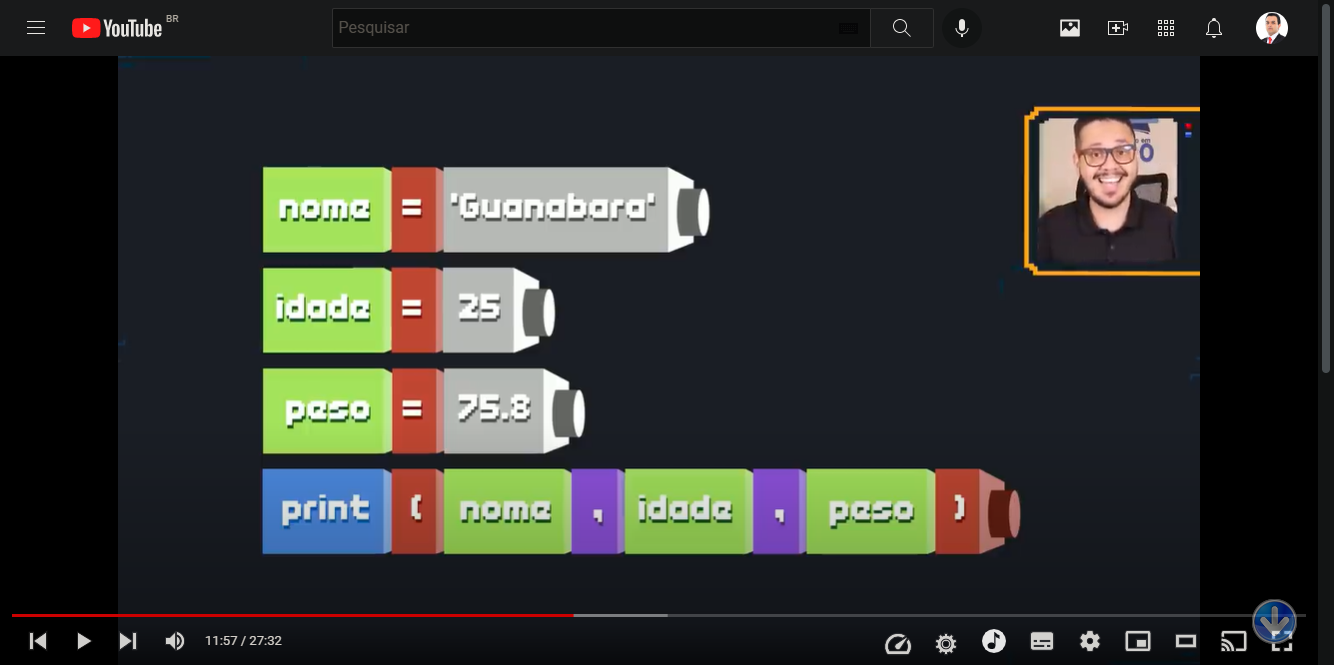 YouTube BR
Pesquisar
nome = 'Guanabara'
idade = 25
peso = 75.8
print ( nome , idade , peso )
11:57 / 27:32